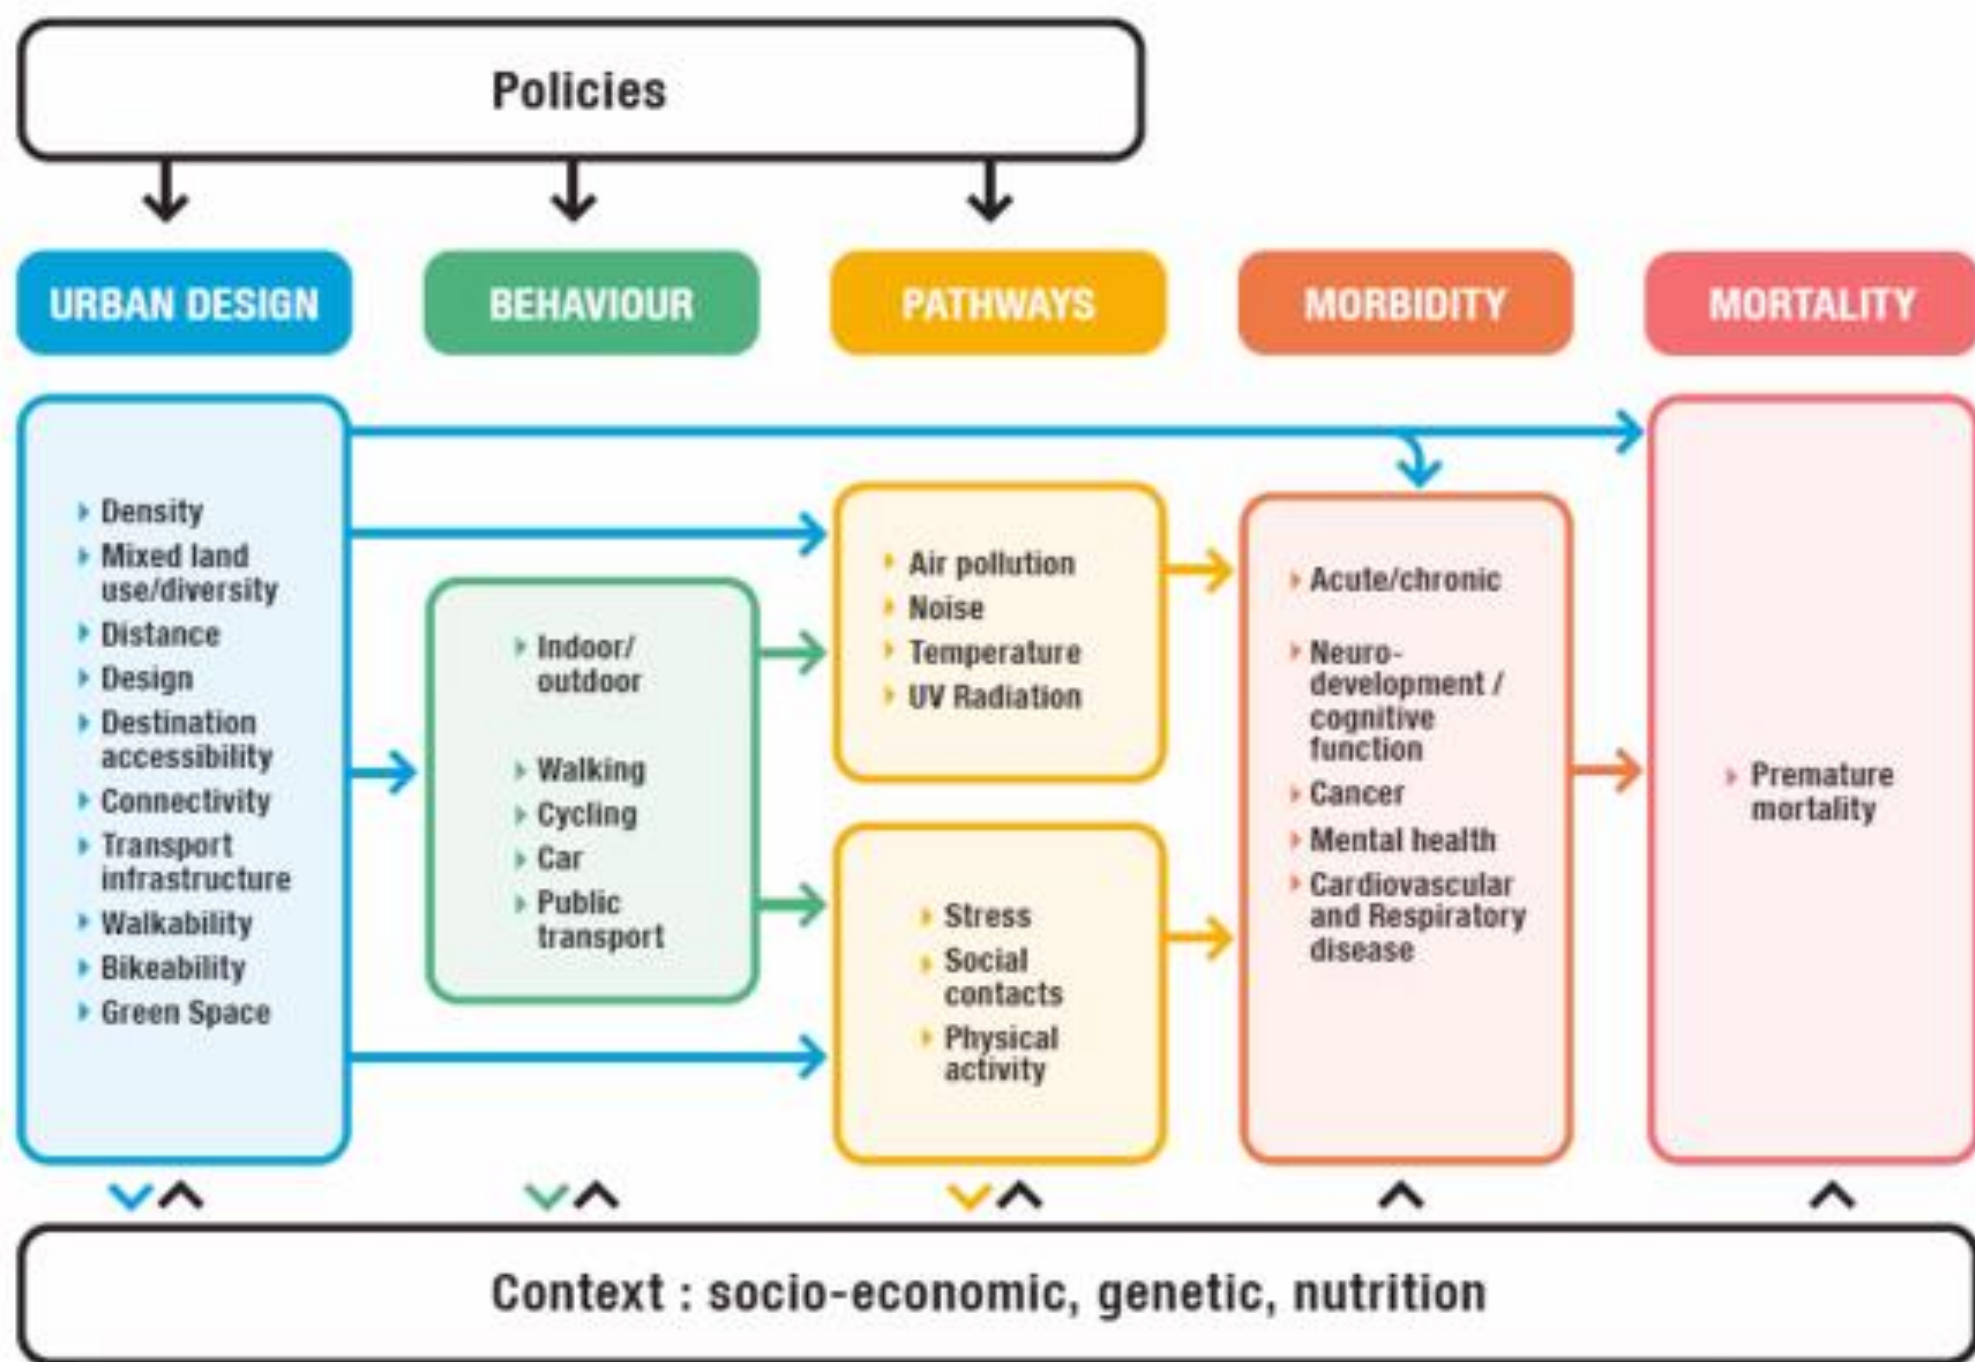 Policies
URBAN DESIGN
BEHAVIOUR
PATHWAYS
MORBIDITY
MORTALITY
Density
Mixed land
use/diversity
Distance
Design
Destination
accessibility
Connectivity
Transport
infrastructure
Walkability
Bikeability
Green Space
Indoor/
outdoor
Walking
Cycling
Car
Public
transport
Air pollution
Noise
Temperature
UV Radiation
Stress
Social
contacts
Physical
activity
Acute/chronic
Neuro-
development /
cognitive
function
Cancer
Mental health
Cardiovascular
and Respiratory
disease
Premature
mortality
Context : socio-economic, genetic, nutrition